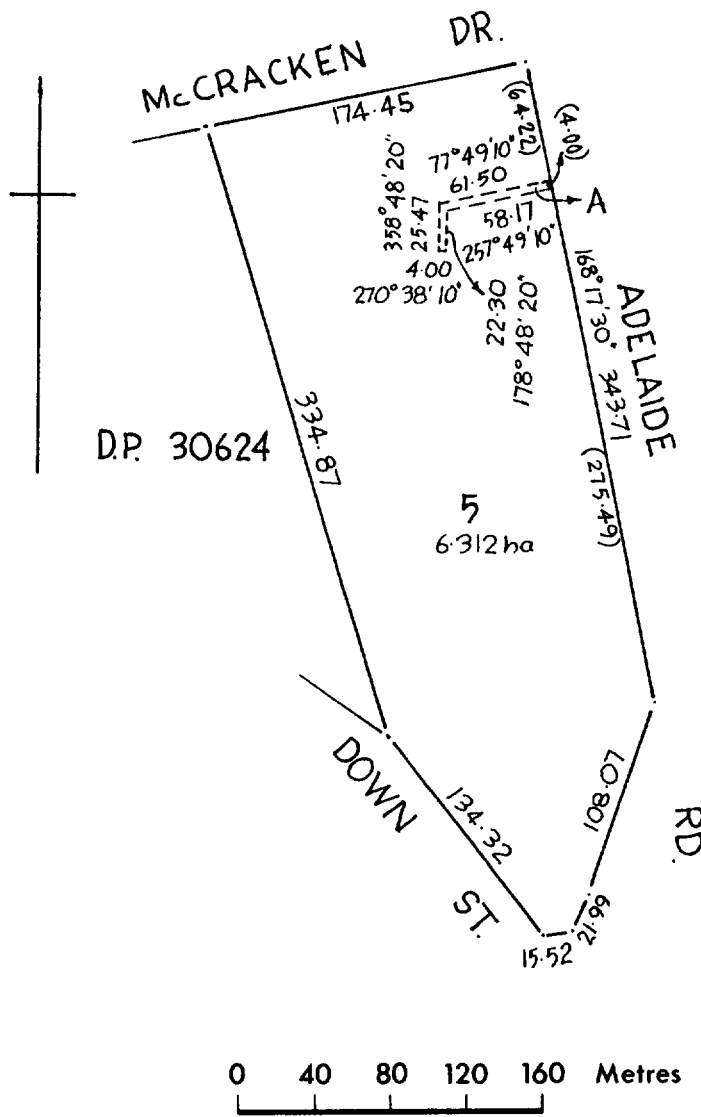 McCRACKEN DR.
174.45
(64.22)
(4.00)
77°49'10"
61.50
358°48'20"
25.47
58.17
257°49'10"
A
4.00
270°38'10"
22.30
178°48'20"
168°17'30" 343.71
ADELAIDE
(275.49)
334.87
D.P. 30624
5
6.312 ha
DOWN
ST.
134.32
108.07
RD.
21.99
15.52
0 40 80 120 160 Metres